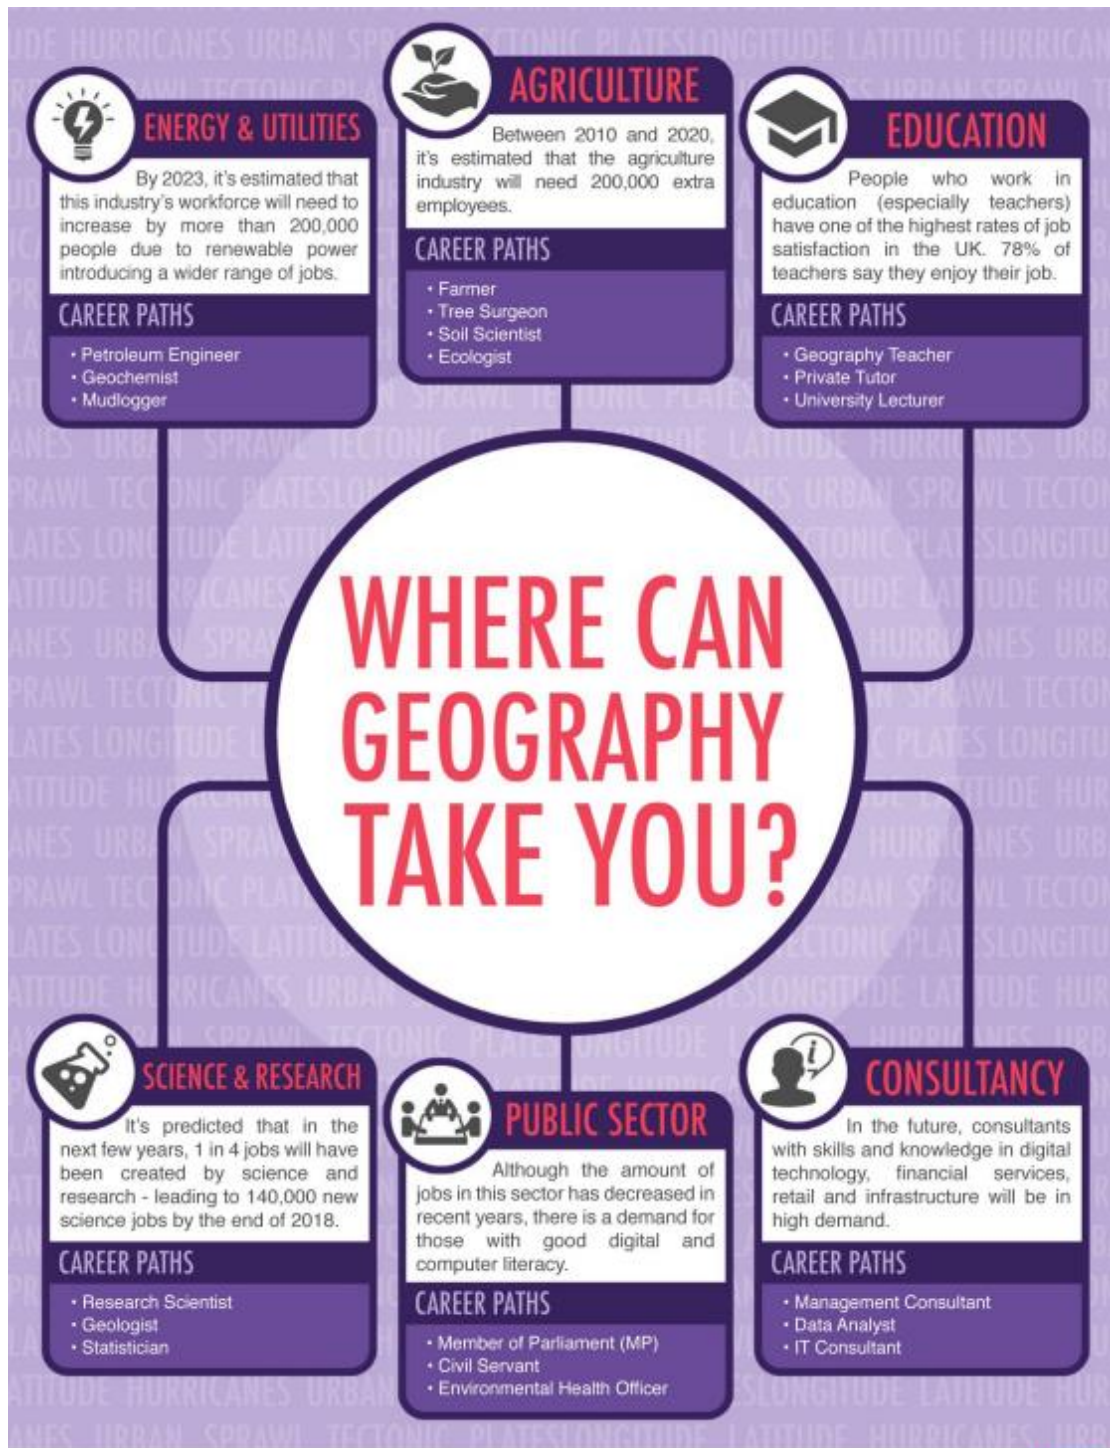 ENERGY & UTILITIES
By 2023, it's estimated that
this industry's workforce will need to
increase by more than 200,000
people due to renewable power
introducing a wider range of jobs.
CAREER PATHS
• Petroleum Engineer
• Geochemist
• Mudlogger
AGRICULTURE
Between 2010 and 2020,
it's estimated that the agriculture
industry will need 200,000 extra
employees.
CAREER PATHS
• Farmer
• Tree Surgeon
• Soil Scientist
• Ecologist
EDUCATION
People who work in
education (especially teachers)
have one of the highest rates of job
satisfaction in the UK. 78% of
teachers say they enjoy their job.
CAREER PATHS
• Geography Teacher
• Private Tutor
• University Lecturer
WHERE CAN
GEOGRAPHY
TAKE YOU?
SCIENCE & RESEARCH
It's predicted that in the
next few years, 1 in 4 jobs will have
been created by science and
research - leading to 140,000 new
science jobs by the end of 2018.
CAREER PATHS
• Research Scientist
• Geologist
• Statistician
PUBLIC SECTOR
Although the amount of
jobs in this sector has decreased in
recent years, there is a demand for
those with good digital and
computer literacy.
CAREER PATHS
• Member of Parliament (MP)
• Civil Servant
• Environmental Health Officer
CONSULTANCY
In the future, consultants
with skills and knowledge in digital
technology, financial services,
retail and infrastructure will be in
high demand.
CAREER PATHS
• Management Consultant
• Data Analyst
• IT Consultant